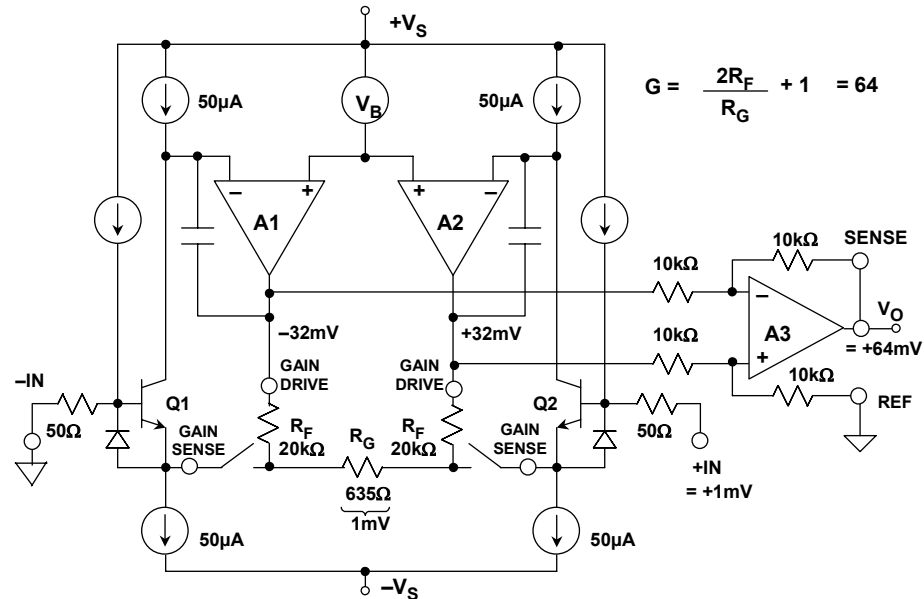 +VS
50µA
VB
50µA
G = 2RF / RG + 1 = 64
– +
A1
+ –
A2
10kΩ
10kΩ
SENSE
–
A3
+
VO
= +64mV
–32mV
+32mV
10kΩ
10kΩ
REF
GAIN DRIVE
GAIN DRIVE
–IN
50Ω
Q1
GAIN SENSE
RF
20kΩ
RG
635Ω
1mV
RF
20kΩ
GAIN SENSE
Q2
50Ω
+IN
= +1mV
50µA
50µA
–VS